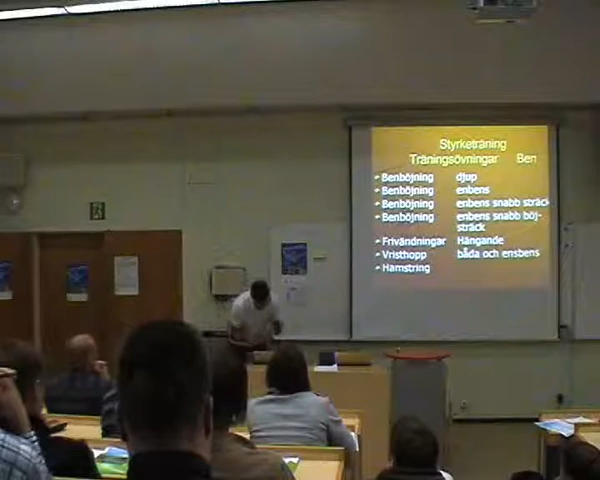 Styrketräning
Träningsövningar Ben
Benböjning djup
Benböjning enbens
Benböjning enbens snabb sträck
Benböjning enbens snabb böj-
sträck
Frivändningar Hängande
Vristhopp båda och ensbens
Hamstring